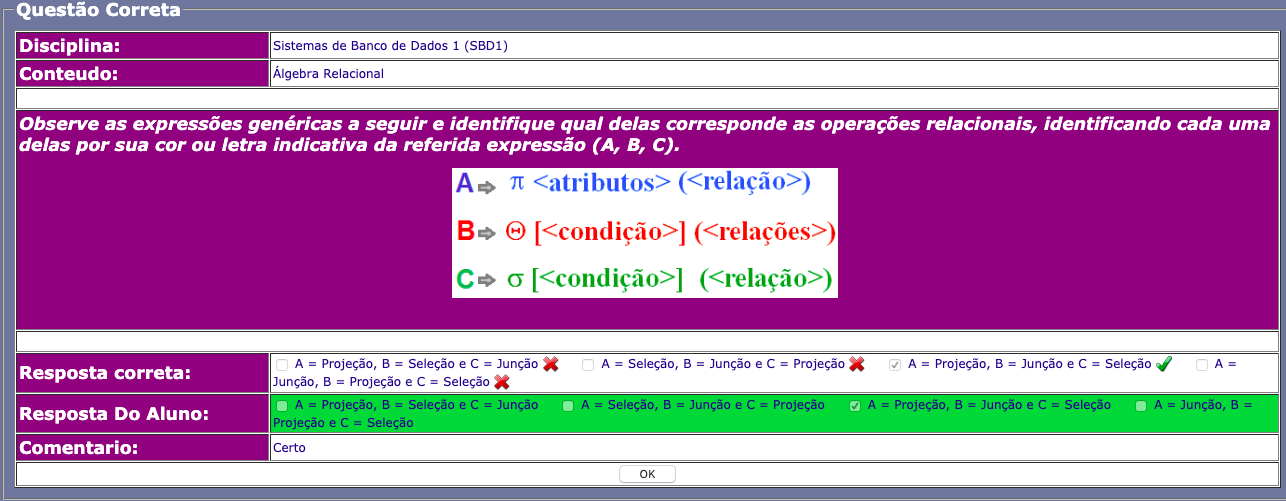 Questão Correta
Disciplina: Sistemas de Banco de Dados 1 (SBD1)
Conteudo: Álgebra Relacional
Observe as expressões genéricas a seguir e identifique qual delas corresponde as operações relacionais, identificando cada uma
delas por sua cor ou letra indicativa da referida expressão (A, B, C).
A ⇨ π <atributos> (<relação>)
B ⇨ Θ [<condição>] (<relações>)
C ⇨ σ [<condição>] (<relação>)
Resposta correta: A = Projeção, B = Seleção e C = Junção A = Seleção, B = Junção e C = Projeção A = Projeção, B = Junção e C = Seleção A =
Junção, B = Projeção e C = Seleção
Resposta Do Aluno: A = Projeção, B = Seleção e C = Junção A = Seleção, B = Junção e C = Projeção A = Projeção, B = Junção e C = Seleção A = Junção, B =
Projeção e C = Seleção
Comentario: Certo
OK